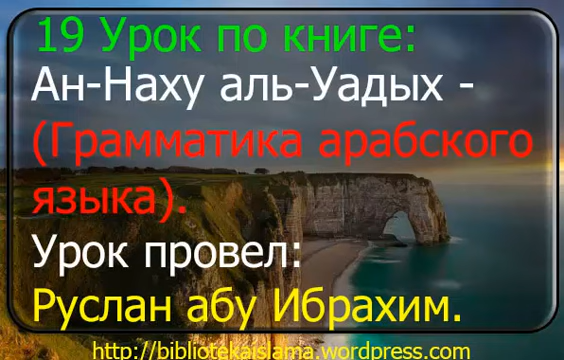 19 Урок по книге:
Ан-Наху аль-Уадых -
(Грамматика арабского
языка).
Урок провел:
Руслан абу Ибрахим.
http://bibliotekaislama.wordpress.com